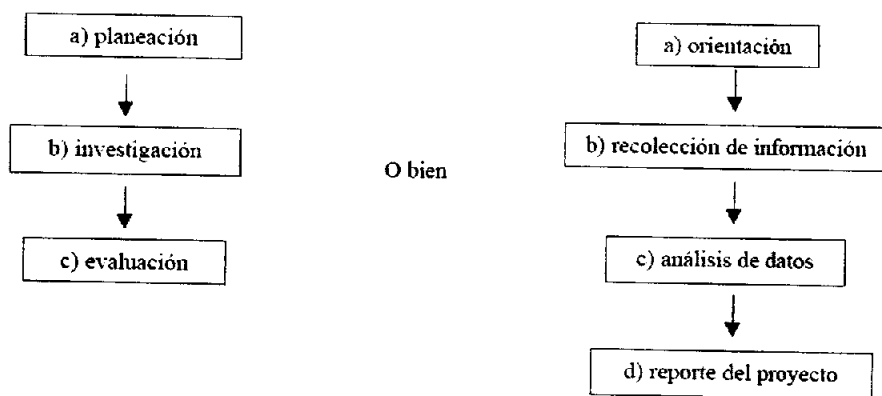 a) planeación
b) investigación
c) evaluación
O bien
a) orientación
b) recolección de información
c) análisis de datos
d) reporte del proyecto